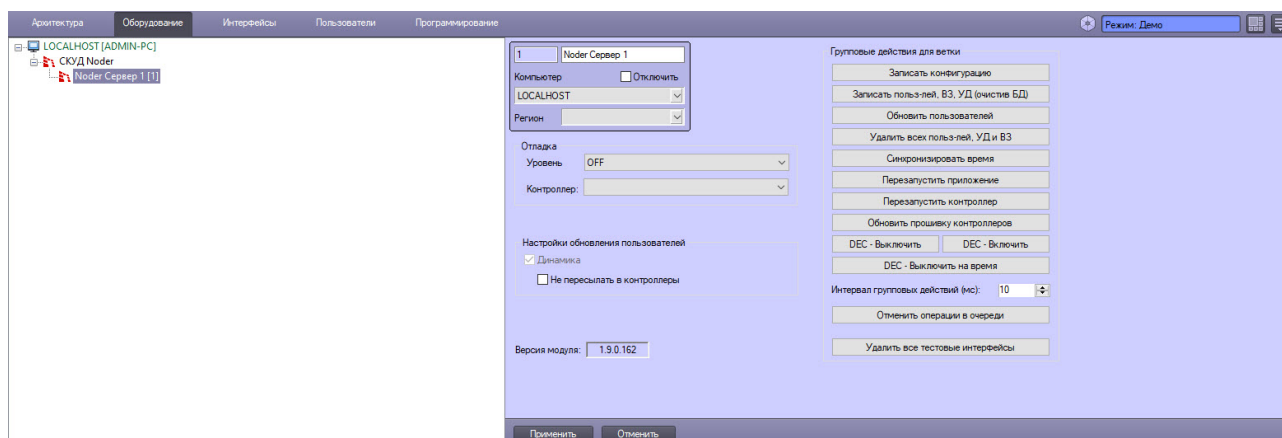 Архитектура Оборудование Интерфейсы Пользователи Программирование Режим: Демо
LOCALHOST [ADMIN-PC]
СКУД Noder
Noder Сервер 1 [1]
1 Noder Сервер 1
Компьютер Отключить
LOCALHOST
Регион
Отладка
Уровень OFF
Контроллер:
Настройки обновления пользователей
Динамика
Не пересылать в контроллеры
Версия модуля: 1.9.0.162
Групповые действия для ветки
Записать конфигурацию
Записать польз-лей, ВЗ, УД (очистив БД)
Обновить пользователей
Удалить всех польз-лей, УД и ВЗ
Синхронизировать время
Перезапустить приложение
Перезапустить контроллер
Обновить прошивку контроллеров
DEC - Выключить DEC - Включить
DEC - Выключить на время
Интервал групповых действий (мс): 10
Отменить операции в очереди
Удалить все тестовые интерфейсы
Применить Отменить